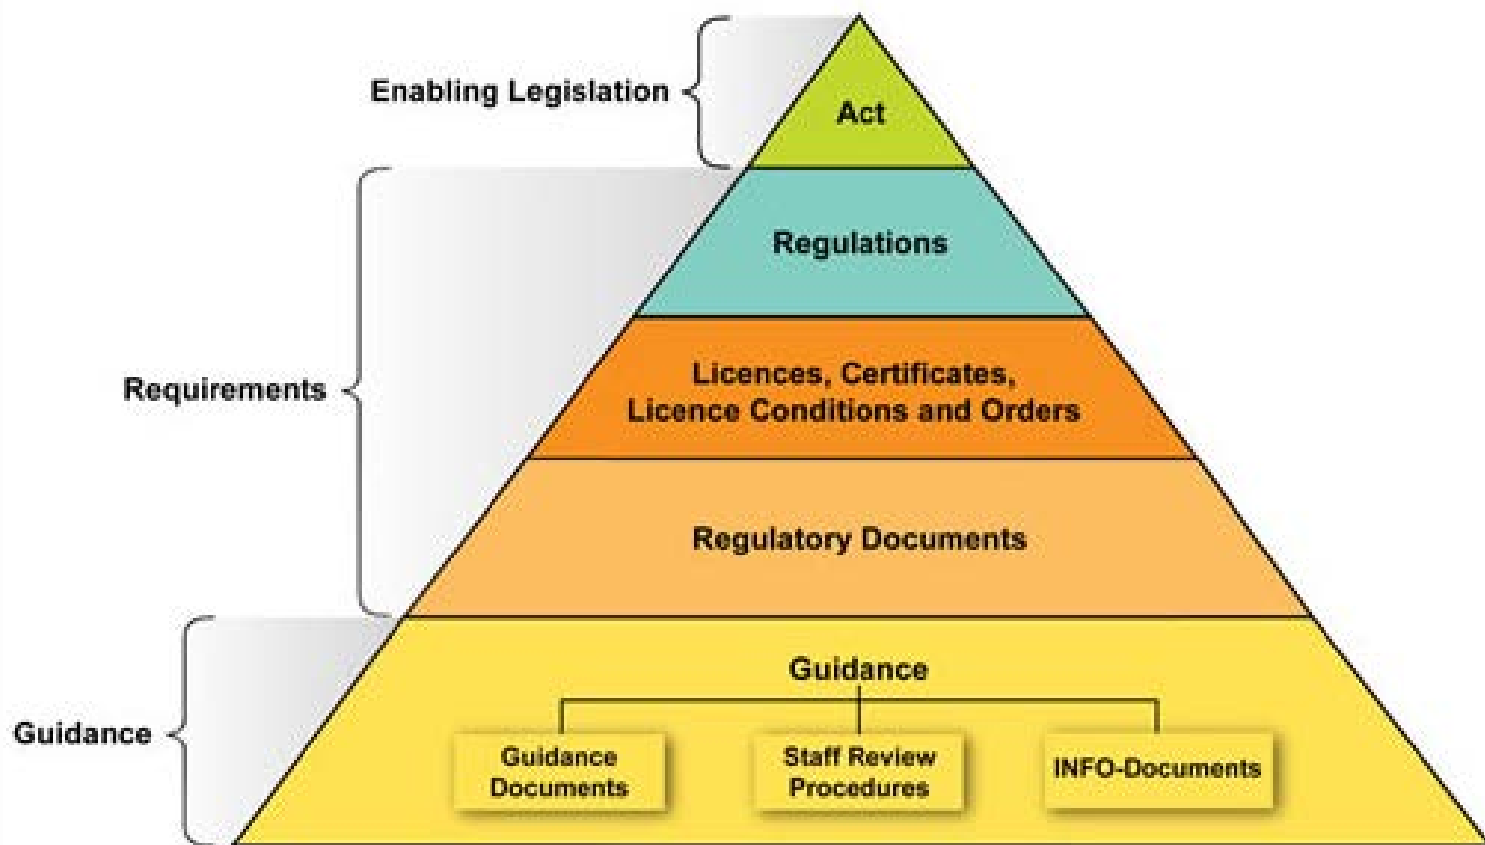 Enabling Legislation
Act
Regulations
Requirements
Licences, Certificates,
Licence Conditions and Orders
Regulatory Documents
Guidance
Guidance
Guidance
Documents
Staff Review
Procedures
INFO-Documents